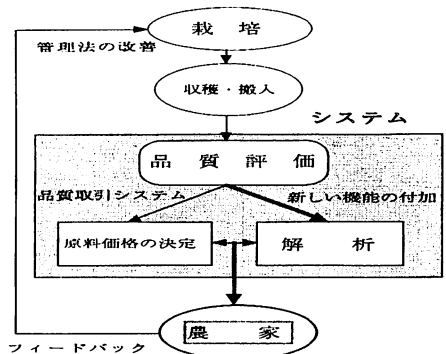 栽培
管理法の改善
収穫・搬入
システム
品質評価
品質取引システム
新しい機能の付加
原料価格の決定
解析
農家
フィードバック